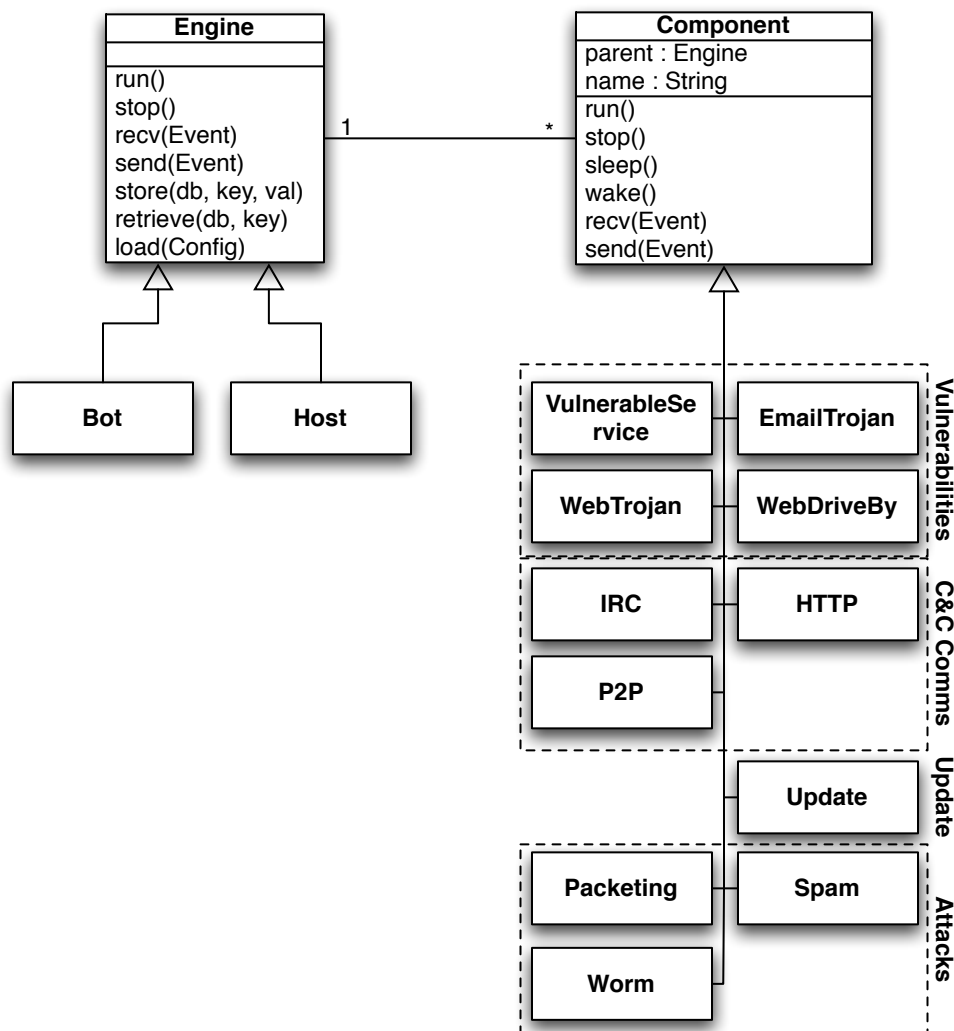 Engine
run()
stop()
recv(Event)
send(Event)
store(db, key, val)
retrieve(db, key)
load(Config)
1
*
Component
parent : Engine
name : String
run()
stop()
sleep()
wake()
recv(Event)
send(Event)
Bot
Host
VulnerableSe
rvice
EmailTrojan
WebTrojan
WebDriveBy
Vulnerabilities
IRC
HTTP
P2P
C&C Comms
Update
Update
Packeting
Spam
Worm
Attacks